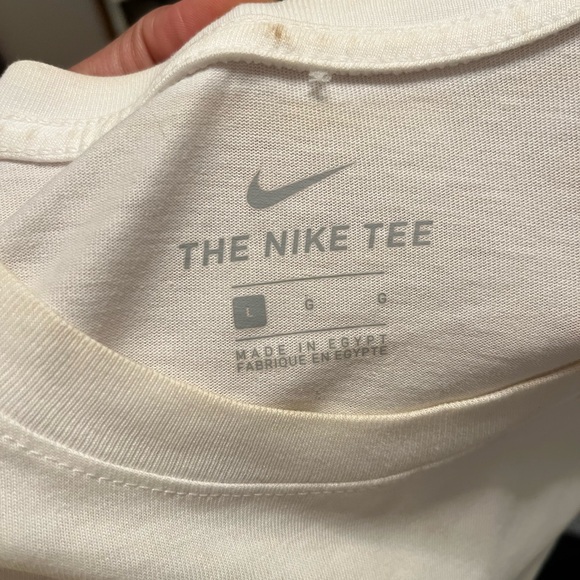 THE NIKE TEE
L G G
MADE IN EGYPT
FABRIQUE EN EGYPTE